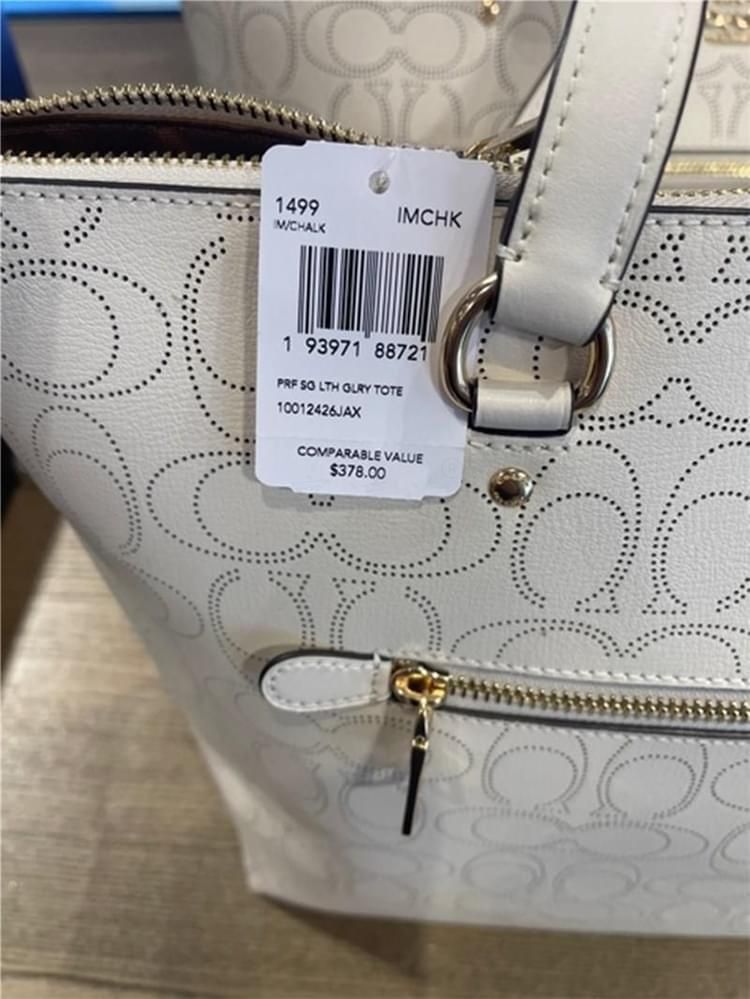 1499
IM/CHALK
IMCHK
1 93971 88721
PRF SG LTH GLRY TOTE
10012426JAX
COMPARABLE VALUE
$378.00